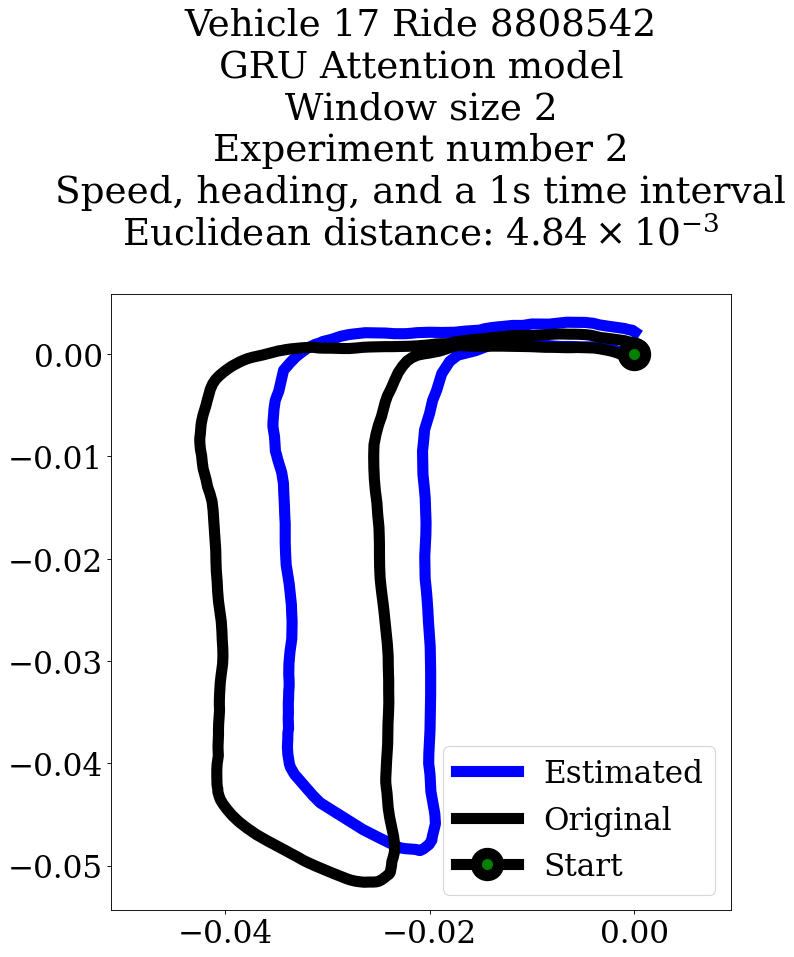 Vehicle 17 Ride 8808542
GRU Attention model
Window size 2
Experiment number 2
Speed, heading, and a 1s time interval
Euclidean distance: 4.84 × 10⁻³
0.00
−0.01
−0.02
−0.03
−0.04
−0.05
Estimated
Original
Start
−0.04
−0.02
0.00